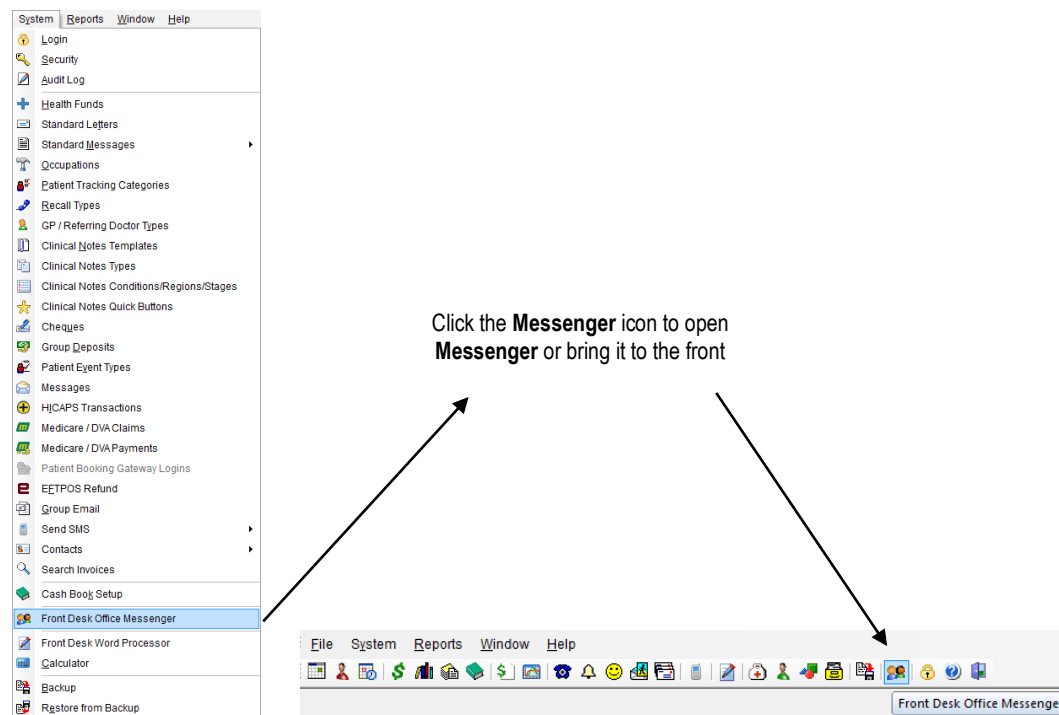 System Reports Window Help
Login
Security
Audit Log
Health Funds
Standard Letters
Standard Messages
Occupations
Patient Tracking Categories
Recall Types
GP / Referring Doctor Types
Clinical Notes Templates
Clinical Notes Types
Clinical Notes Conditions/Regions/Stages
Clinical Notes Quick Buttons
Cheques
Group Deposits
Patient Event Types
Messages
HICAPS Transactions
Medicare / DVA Claims
Medicare / DVA Payments
Patient Booking Gateway Logins
EFTPOS Refund
Group Email
Send SMS
Contacts
Search Invoices
Cash Book Setup
Front Desk Office Messenger
Front Desk Word Processor
Calculator
Backup
Restore from Backup
Click the Messenger icon to open
Messenger or bring it to the front
File System Reports Window Help
Front Desk Office Messenge